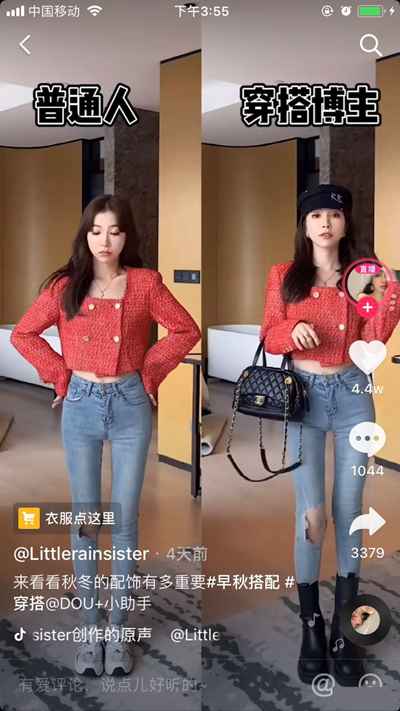 中国移动
下午3:55
普通人
穿搭博主
直播
4.4w
1044
3379
衣服点这里
@Littlerainsister · 4天前
来看看秋冬的配饰有多重要#早秋搭配 #
穿搭@DOU+小助手
sister创作的原声 @Little
有爱评论，说点儿好听的~